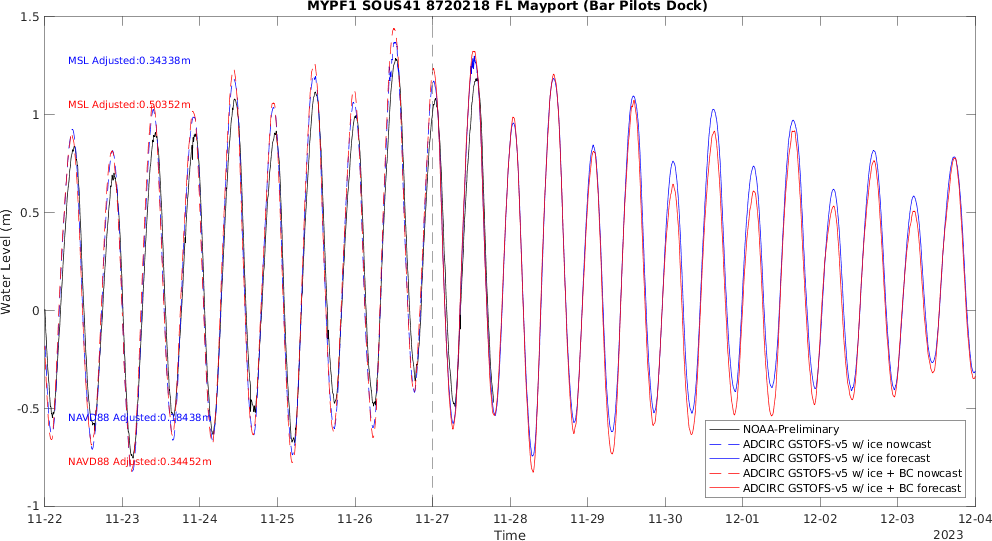 MYPF1 SOUS41 8720218 FL Mayport (Bar Pilots Dock)
1.5
1
0.5
0
-0.5
-1
Water Level (m)
MSL Adjusted:0.34338m
MSL Adjusted:0.50352m
NAVD88 Adjusted:0.18438m
NAVD88 Adjusted:0.34452m
NOAA-Preliminary
ADCIRC GSTOFS-v5 w/ ice nowcast
ADCIRC GSTOFS-v5 w/ ice forecast
ADCIRC GSTOFS-v5 w/ ice + BC nowcast
ADCIRC GSTOFS-v5 w/ ice + BC forecast
11-22 11-23 11-24 11-25 11-26 11-27 11-28 11-29 11-30 12-01 12-02 12-03 12-04
Time
2023